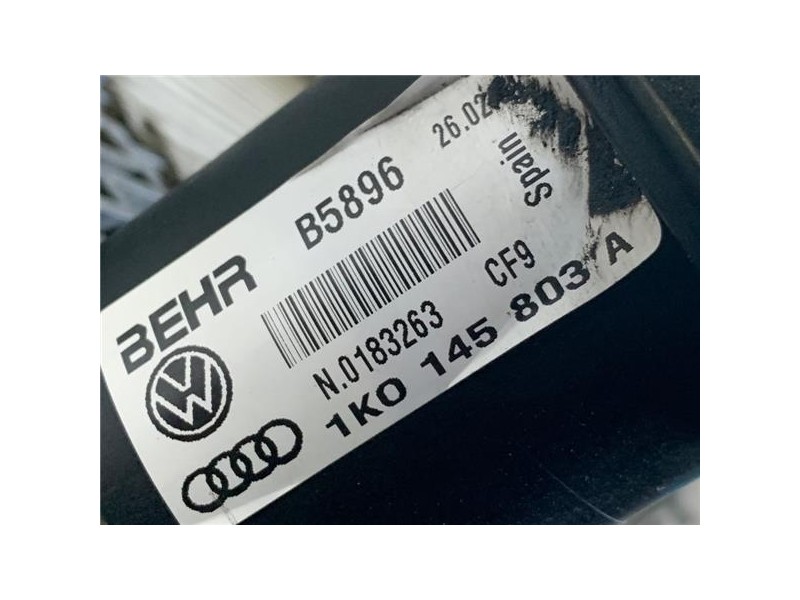 BEHR B5896 26.02
Spain
N.0183263 CF9
1K0 145 803 A